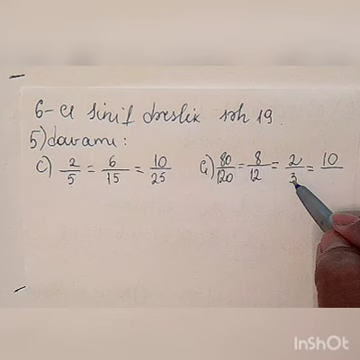 6-cı sinif dərslik səh 19.
5) davamı:
c) 2/5 = 6/15 = 10/25 ç) 80/120 = 8/12 = 2/3 = 10
InShOt